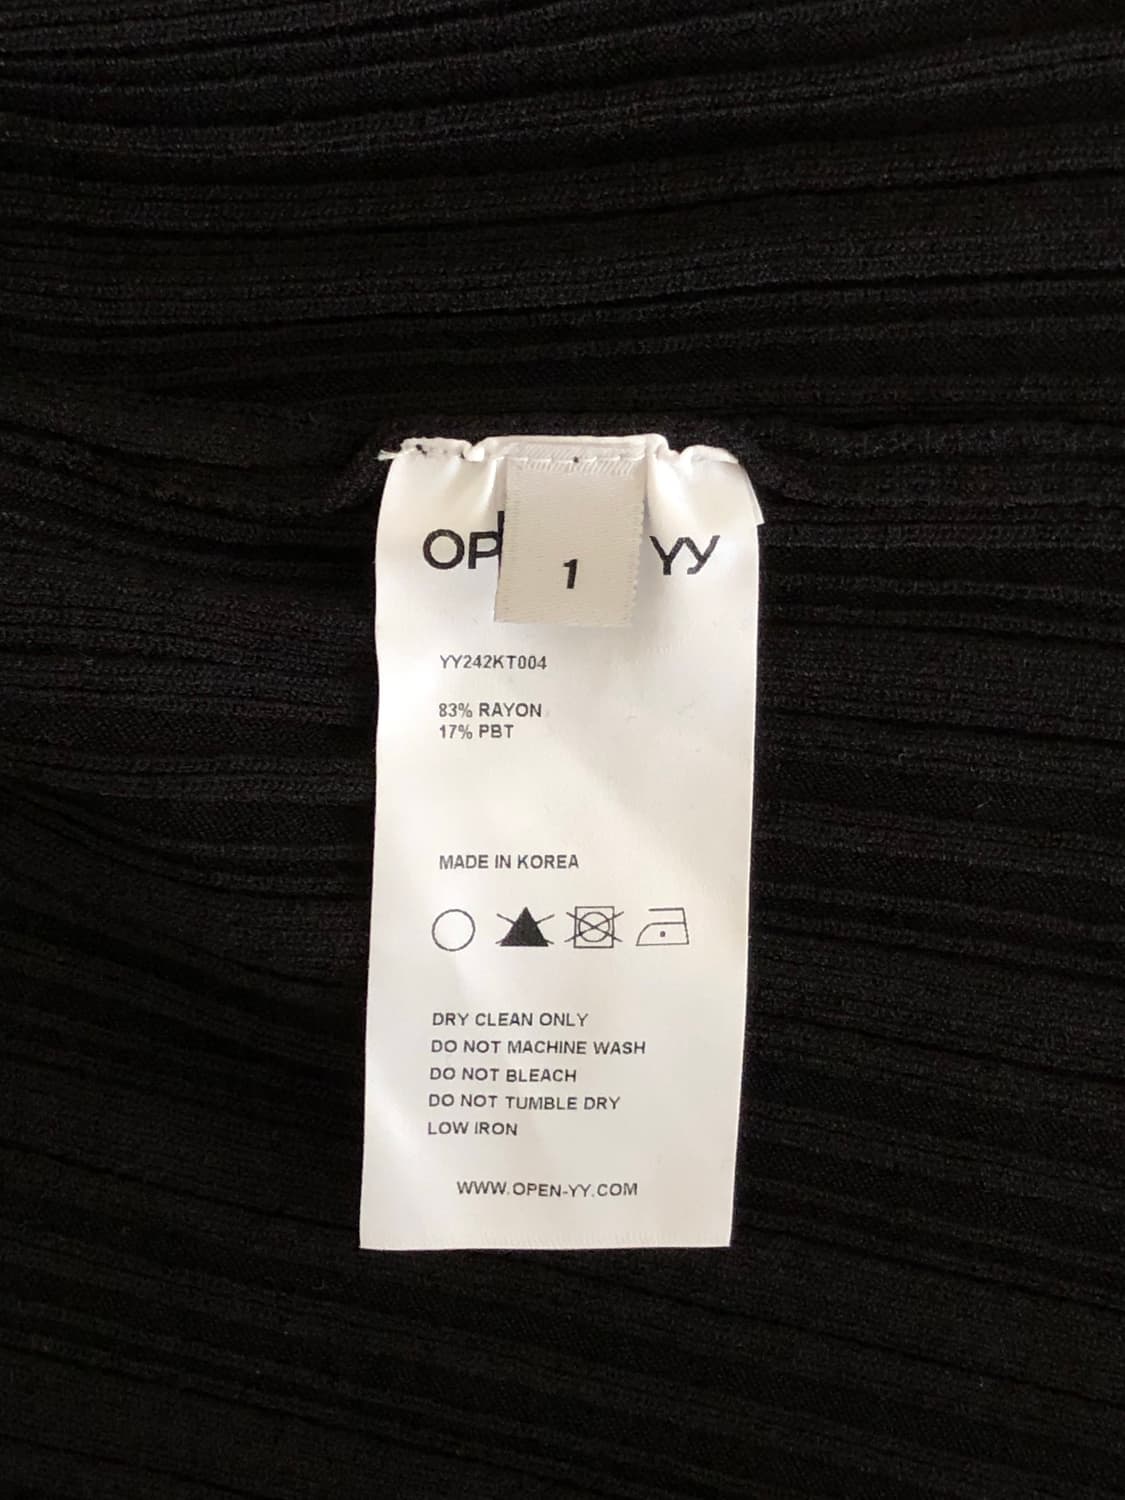 OP YY
1
YY242KT004
83% RAYON
17% PBT
MADE IN KOREA
DRY CLEAN ONLY
DO NOT MACHINE WASH
DO NOT BLEACH
DO NOT TUMBLE DRY
LOW IRON
WWW.OPEN-YY.COM